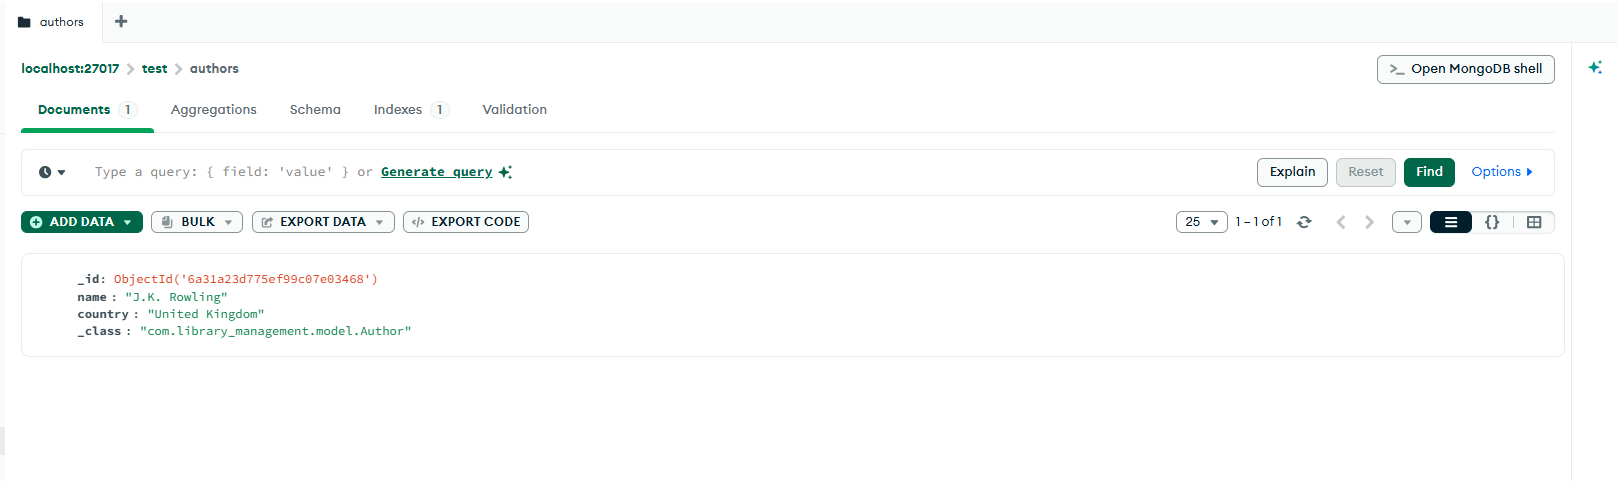 authors
localhost:27017 test authors
>_ Open MongoDB shell
Documents 1 Aggregations Schema Indexes 1 Validation
Type a query: { field: 'value' } or Generate query
Explain Reset Find Options
ADD DATA BULK EXPORT DATA EXPORT CODE
25 1 – 1 of 1 {}
_id: ObjectId('6a31a23d775ef99c07e03468')
name : "J.K. Rowling"
country : "United Kingdom"
_class : "com.library_management.model.Author"